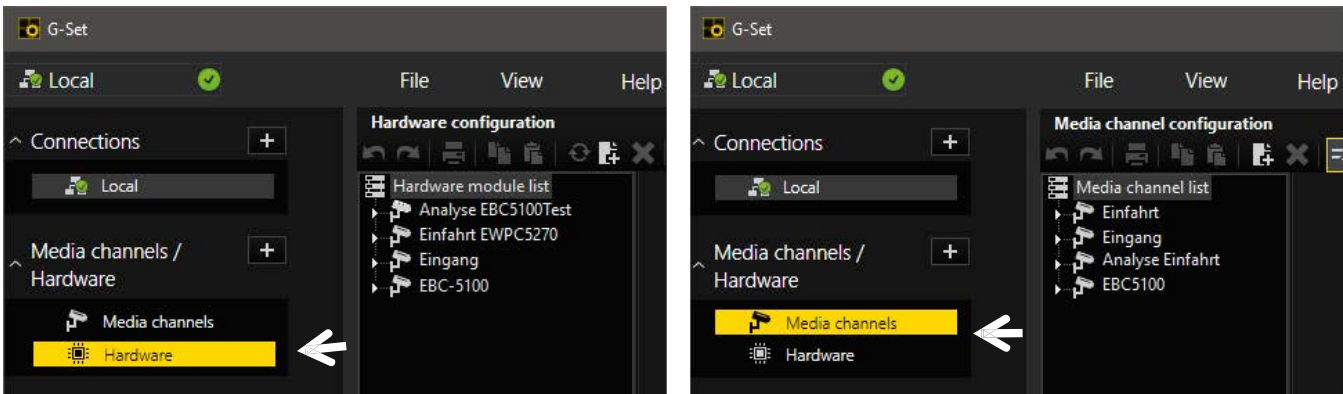 G-Set
Local
File View Help
Connections
Hardware configuration
Local
Hardware module list
Analyse EBC5100Test
Einfahrt EWPC5270
Eingang
EBC-5100
Media channels /
Hardware
Media channels
Hardware
G-Set
Local
File View Help
Connections
Media channel configuration
Local
Media channel list
Einfahrt
Eingang
Analyse Einfahrt
EBC5100
Media channels /
Hardware
Media channels
Hardware